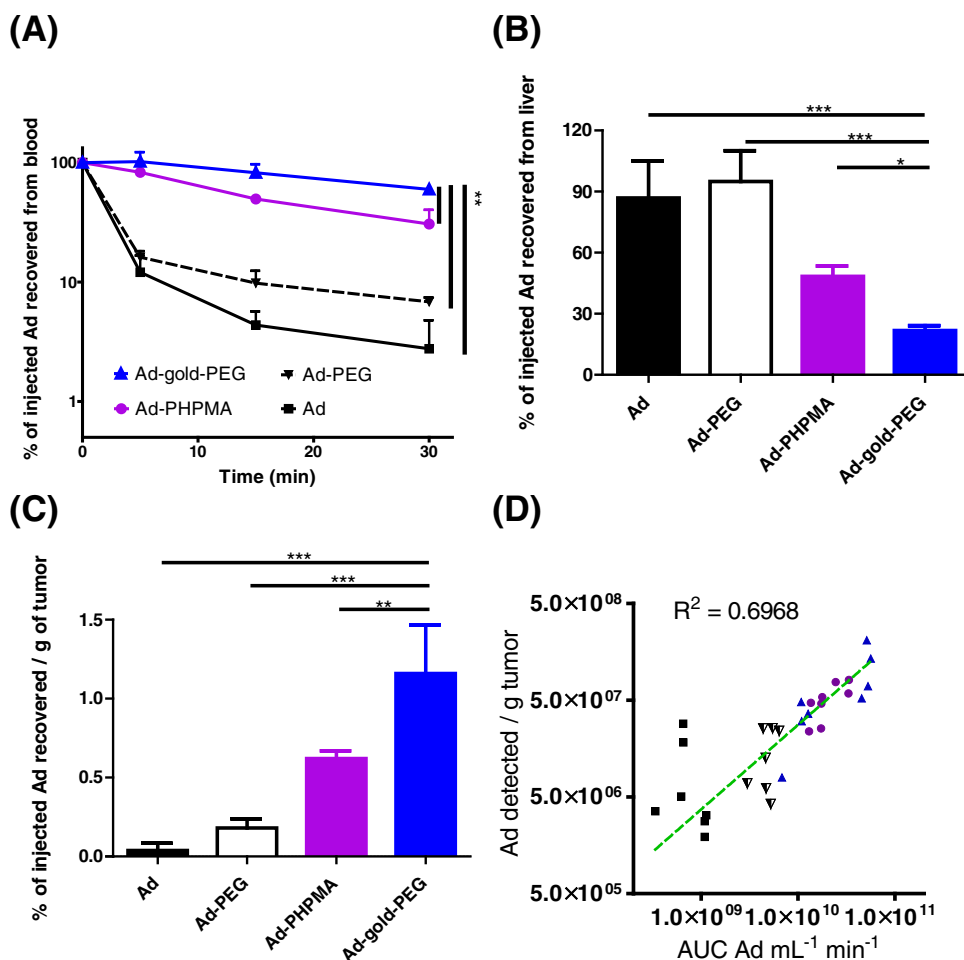 (A)
% of injected Ad recovered from blood
100
10
1
0
10
20
30
Time (min)
Ad-gold-PEG
Ad-PEG
Ad-PHPMA
Ad
**
(B)
% of injected Ad recovered from liver
120
90
60
30
0
***
***
*
Ad
Ad-PEG
Ad-PHPMA
Ad-gold-PEG
(C)
% of injected Ad recovered / g of tumor
1.5
1.0
0.5
0.0
***
***
**
Ad
Ad-PEG
Ad-PHPMA
Ad-gold-PEG
(D)
Ad detected / g tumor
5.0×10⁰⁸
5.0×10⁰⁷
5.0×10⁰⁶
5.0×10⁰⁵
R² = 0.6968
1.0×10⁰⁹
1.0×10¹⁰
1.0×10¹¹
AUC Ad mL⁻¹ min⁻¹